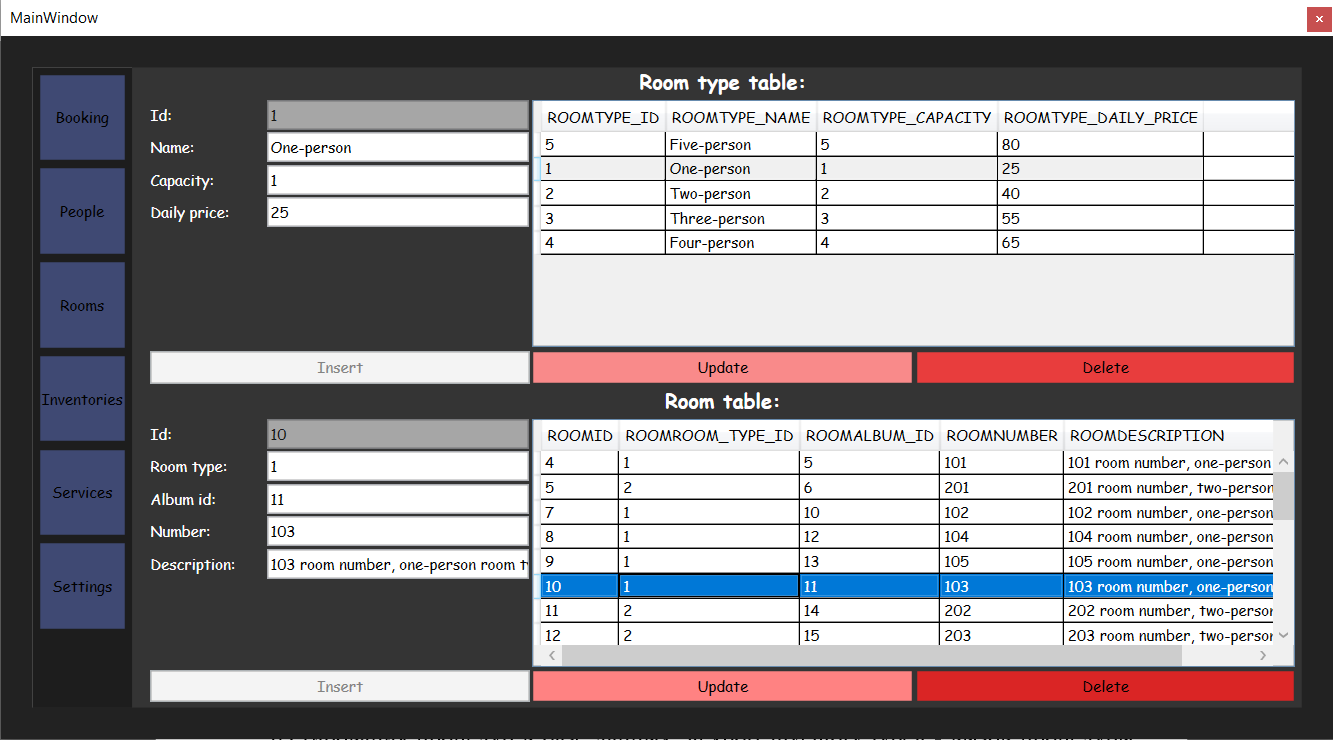 MainWindow
Booking
People
Rooms
Inventories
Services
Settings
Room type table:
Id: 1
Name: One-person
Capacity: 1
Daily price: 25
ROOMTYPE_ID ROOMTYPE_NAME ROOMTYPE_CAPACITY ROOMTYPE_DAILY_PRICE
5 Five-person 5 80
1 One-person 1 25
2 Two-person 2 40
3 Three-person 3 55
4 Four-person 4 65
Insert Update Delete
Room table:
Id: 10
Room type: 1
Album id: 11
Number: 103
Description: 103 room number, one-person room t
ROOMID ROOMROOM_TYPE_ID ROOMALBUM_ID ROOMNUMBER ROOMDESCRIPTION
4 1 5 101 101 room number, one-person
5 2 6 201 201 room number, two-person
7 1 10 102 102 room number, one-person
8 1 12 104 104 room number, one-person
9 1 13 105 105 room number, one-person
10 1 11 103 103 room number, one-person
11 2 14 202 202 room number, two-person
12 2 15 203 203 room number, two-person
Insert Update Delete